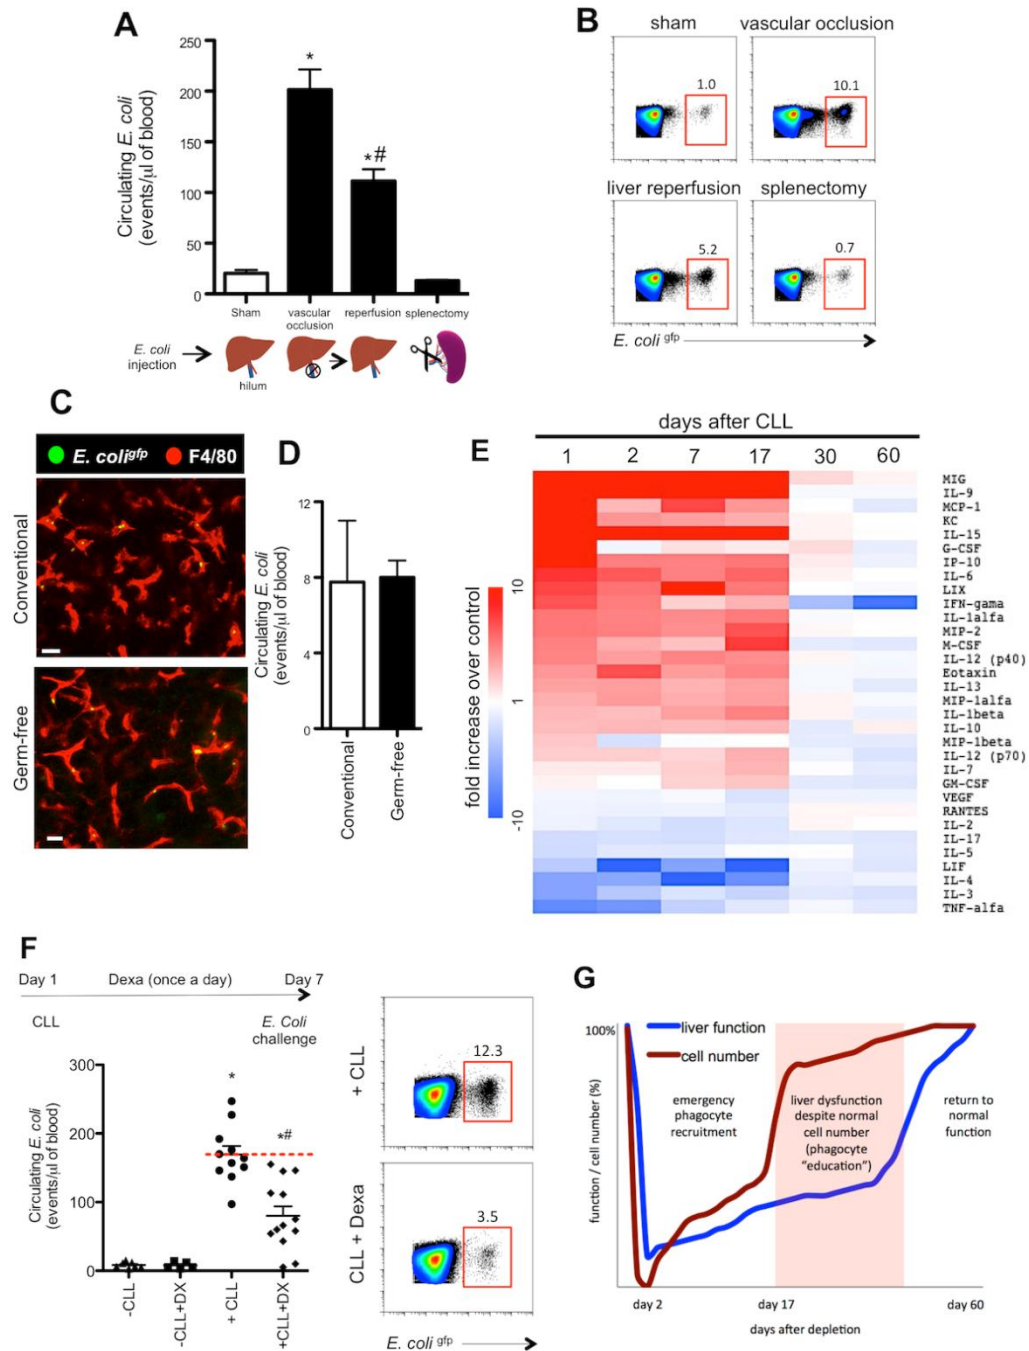 A
Circulating E. coli
(events/µl of blood)
250
200
150
100
50
0
*
*#
Sham
vascular
occlusion
reperfusion
splenectomy
E. coli
injection
hilum
B
sham
vascular occlusion
1.0
10.1
liver reperfusion
splenectomy
5.2
0.7
E. coli gfp
C
E. coligfp
F4/80
Conventional
Germ-free
D
Circulating E. coli
(events/µl of blood)
12
8
4
0
Conventional
Germ-free
E
days after CLL
1 2 7 17 30 60
fold increase over control
10
1
-10
MIG
IL-9
MCP-1
KC
IL-15
G-CSF
IP-10
IL-6
LIX
IFN-gama
IL-1alfa
MIP-2
M-CSF
IL-12 (p40)
Eotaxin
IL-13
MIP-1alfa
IL-1beta
IL-10
MIP-1beta
IL-12 (p70)
IL-7
GM-CSF
VEGF
RANTES
IL-2
IL-17
IL-5
LIF
IL-4
IL-3
TNF-alfa
F
Day 1 Dexa (once a day) Day 7
CLL
E. Coli
challenge
Circulating E. coli
(events/µl of blood)
300
200
100
0
*
*#
-CLL
-CLL+DX
+ CLL
+CLL+DX
+ CLL
12.3
CLL + Dexa
3.5
E. coli gfp
G
100%
liver function
cell number
function / cell number (%)
emergency
phagocyte
recruitment
liver dysfunction
despite normal
cell number
(phagocyte
“education”)
return to
normal
function
day 2
day 17
day 60
days after depletion